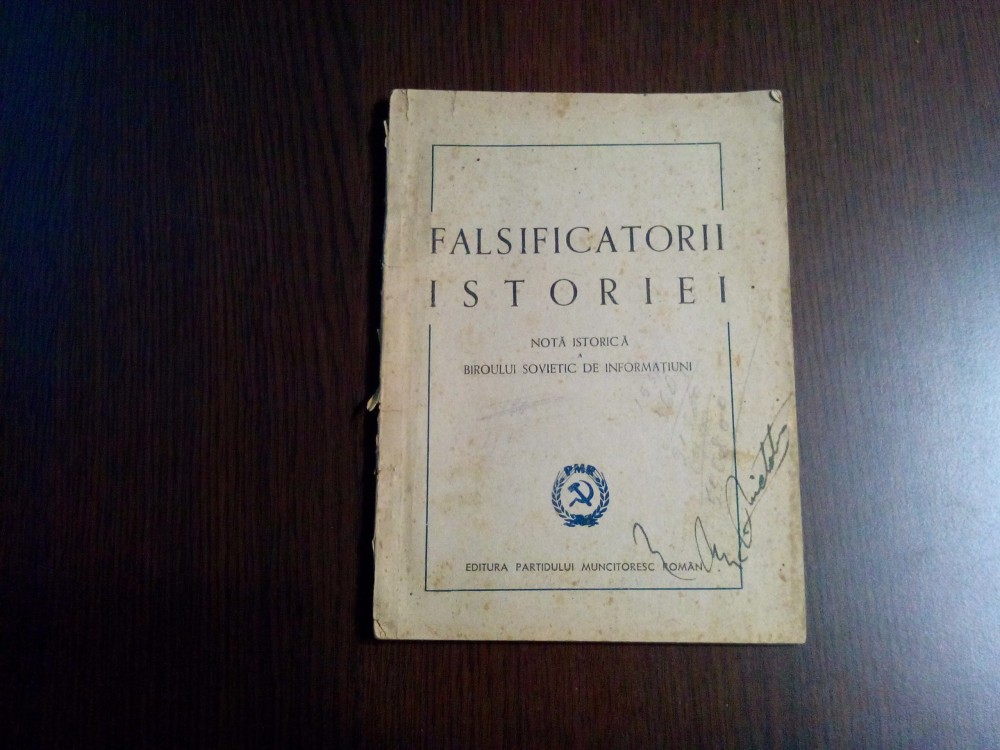 FALSIFICATORII
ISTORIEI
NOTĂ ISTORICĂ
A
BIROULUI SOVIETIC DE INFORMAȚIUNI
PMR
EDITURA PARTIDULUI MUNCITORESC ROMÂN